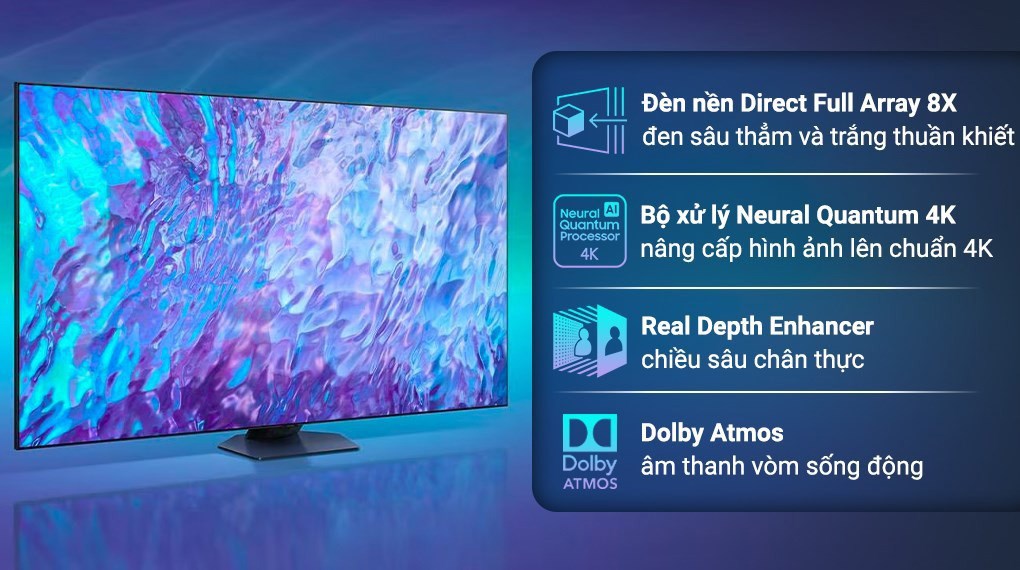 Đèn nền Direct Full Array 8X
đen sâu thẳm và trắng thuần khiết
Neural AI
Quantum
Processor
4K
Bộ xử lý Neural Quantum 4K
nâng cấp hình ảnh lên chuẩn 4K
Real Depth Enhancer
chiều sâu chân thực
Dolby
ATMOS
Dolby Atmos
âm thanh vòm sống động